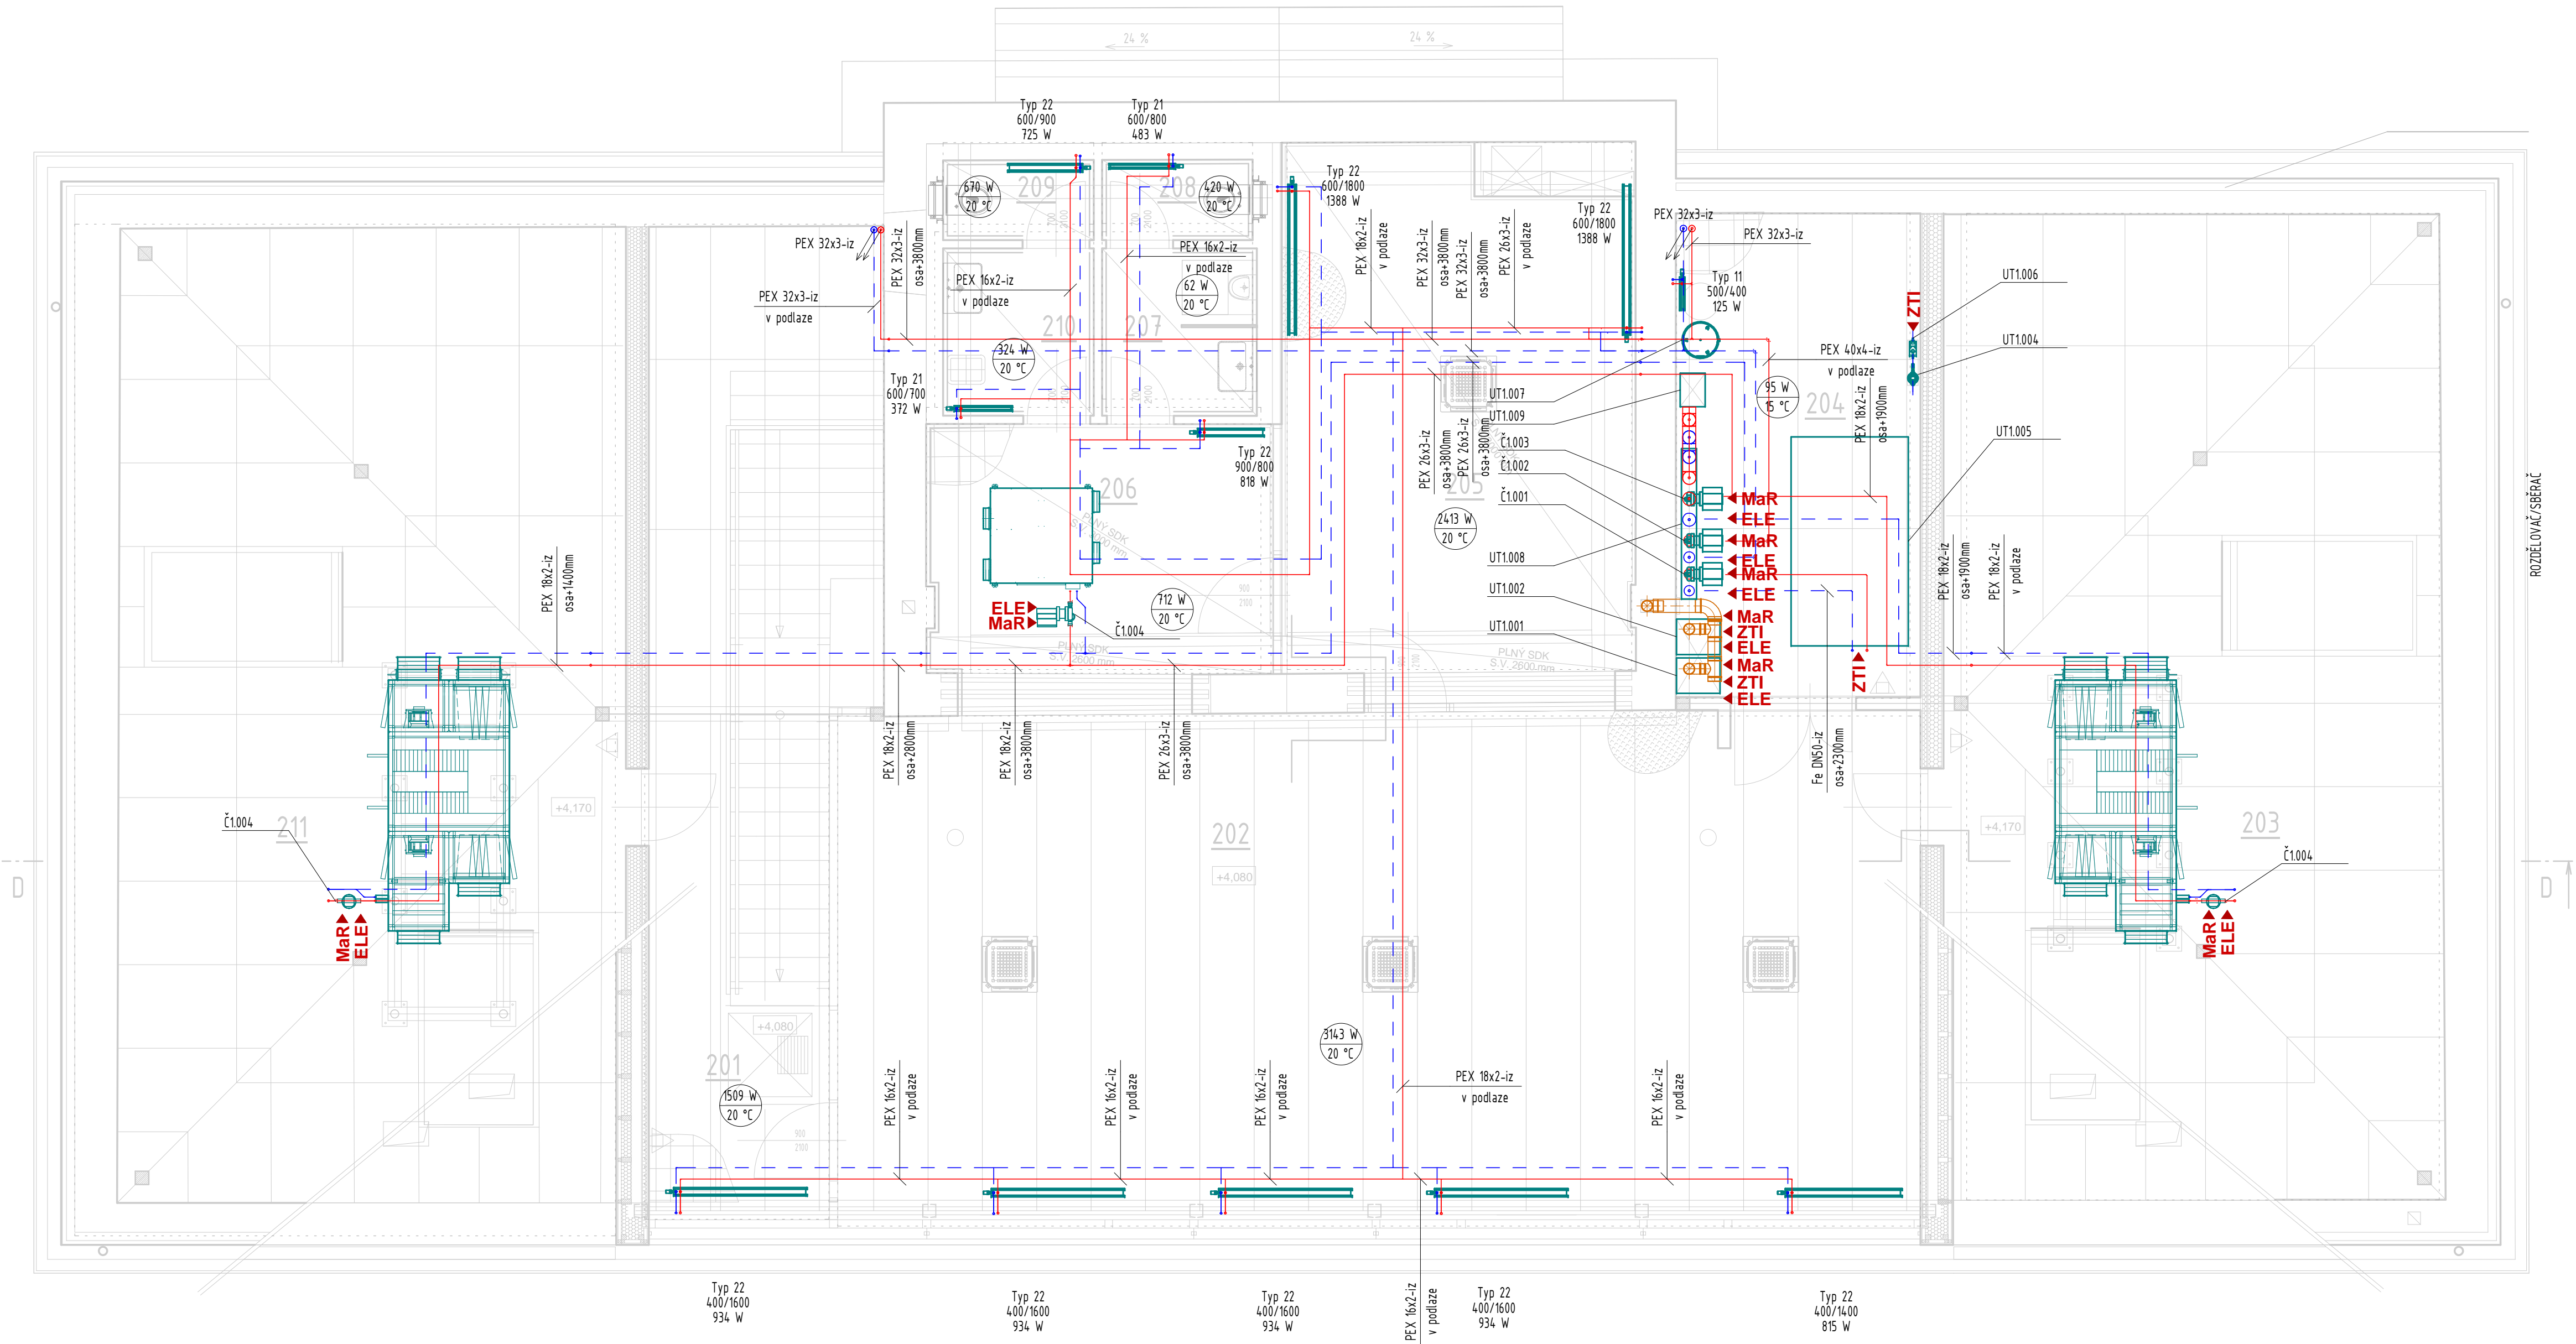 24 %
24 %
Typ 22
600/900
725 W
Typ 21
600/800
483 W
Typ 22
600/1800
1388 W
Typ 22
600/1800
1388 W
Typ 11
500/400
125 W
670 W
20 °C
209
208
420 W
20 °C
PEX 32x3-iz
PEX 32x3-iz
osa+3800mm
PEX 32x3-iz
v podlaze
PEX 16x2-iz
v podlaze
PEX 16x2-iz
v podlaze
62 W
20 °C
210
207
324 W
20 °C
Typ 21
600/700
372 W
PEX 18x2-iz
v podlaze
PEX 32x3-iz
osa+3800mm
PEX 32x3-iz
osa+3800mm
PEX 26x3-iz
v podlaze
PEX 32x3-iz
PEX 32x3-iz
PEX 40x4-iz
v podlaze
95 W
15 °C
204
PEX 18x2-iz
osa+1900mm
ZTI
UT1.006
UT1.004
UT1.005
UT1.007
UT1.009
Č1.003
Č1.002
Č1.001
UT1.008
UT1.002
UT1.001
PEX 26x3-iz
osa+3800mm
PEX 26x3-iz
osa+3800mm
205
2413 W
20 °C
Typ 22
900/800
818 W
206
PLNÝ SDK
712 W
20 °C
900
2100
ELE
MaR
Č1.004
PLNÝ SDK
S.V. 2600 mm
PLNÝ SDK
S.V. 2600 mm
MaR
ELE
MaR
ELE
MaR
ELE
MaR
ZTI
ELE
MaR
ZTI
ELE
ZTI
PEX 18x2-iz
osa+1400mm
PEX 18x2-iz
osa+2800mm
PEX 18x2-iz
osa+3800mm
PEX 26x3-iz
osa+3800mm
Fe DN50-iz
osa+2300mm
PEX 18x2-iz
osa+1900mm
PEX 18x2-iz
v podlaze
ROZDĚLOVAČ/SBĚRAČ
+4,170
+4,170
211
202
203
+4,080
Č1.004
Č1.004
D
D
MaR
ELE
MaR
ELE
+4,080
201
1509 W
20 °C
900
2100
3143 W
20 °C
PEX 16x2-iz
v podlaze
PEX 16x2-iz
v podlaze
PEX 16x2-iz
v podlaze
PEX 18x2-iz
v podlaze
PEX 16x2-iz
v podlaze
PEX 16x2-iz
v podlaze
Typ 22
400/1600
934 W
Typ 22
400/1600
934 W
Typ 22
400/1600
934 W
Typ 22
400/1600
934 W
Typ 22
400/1400
815 W